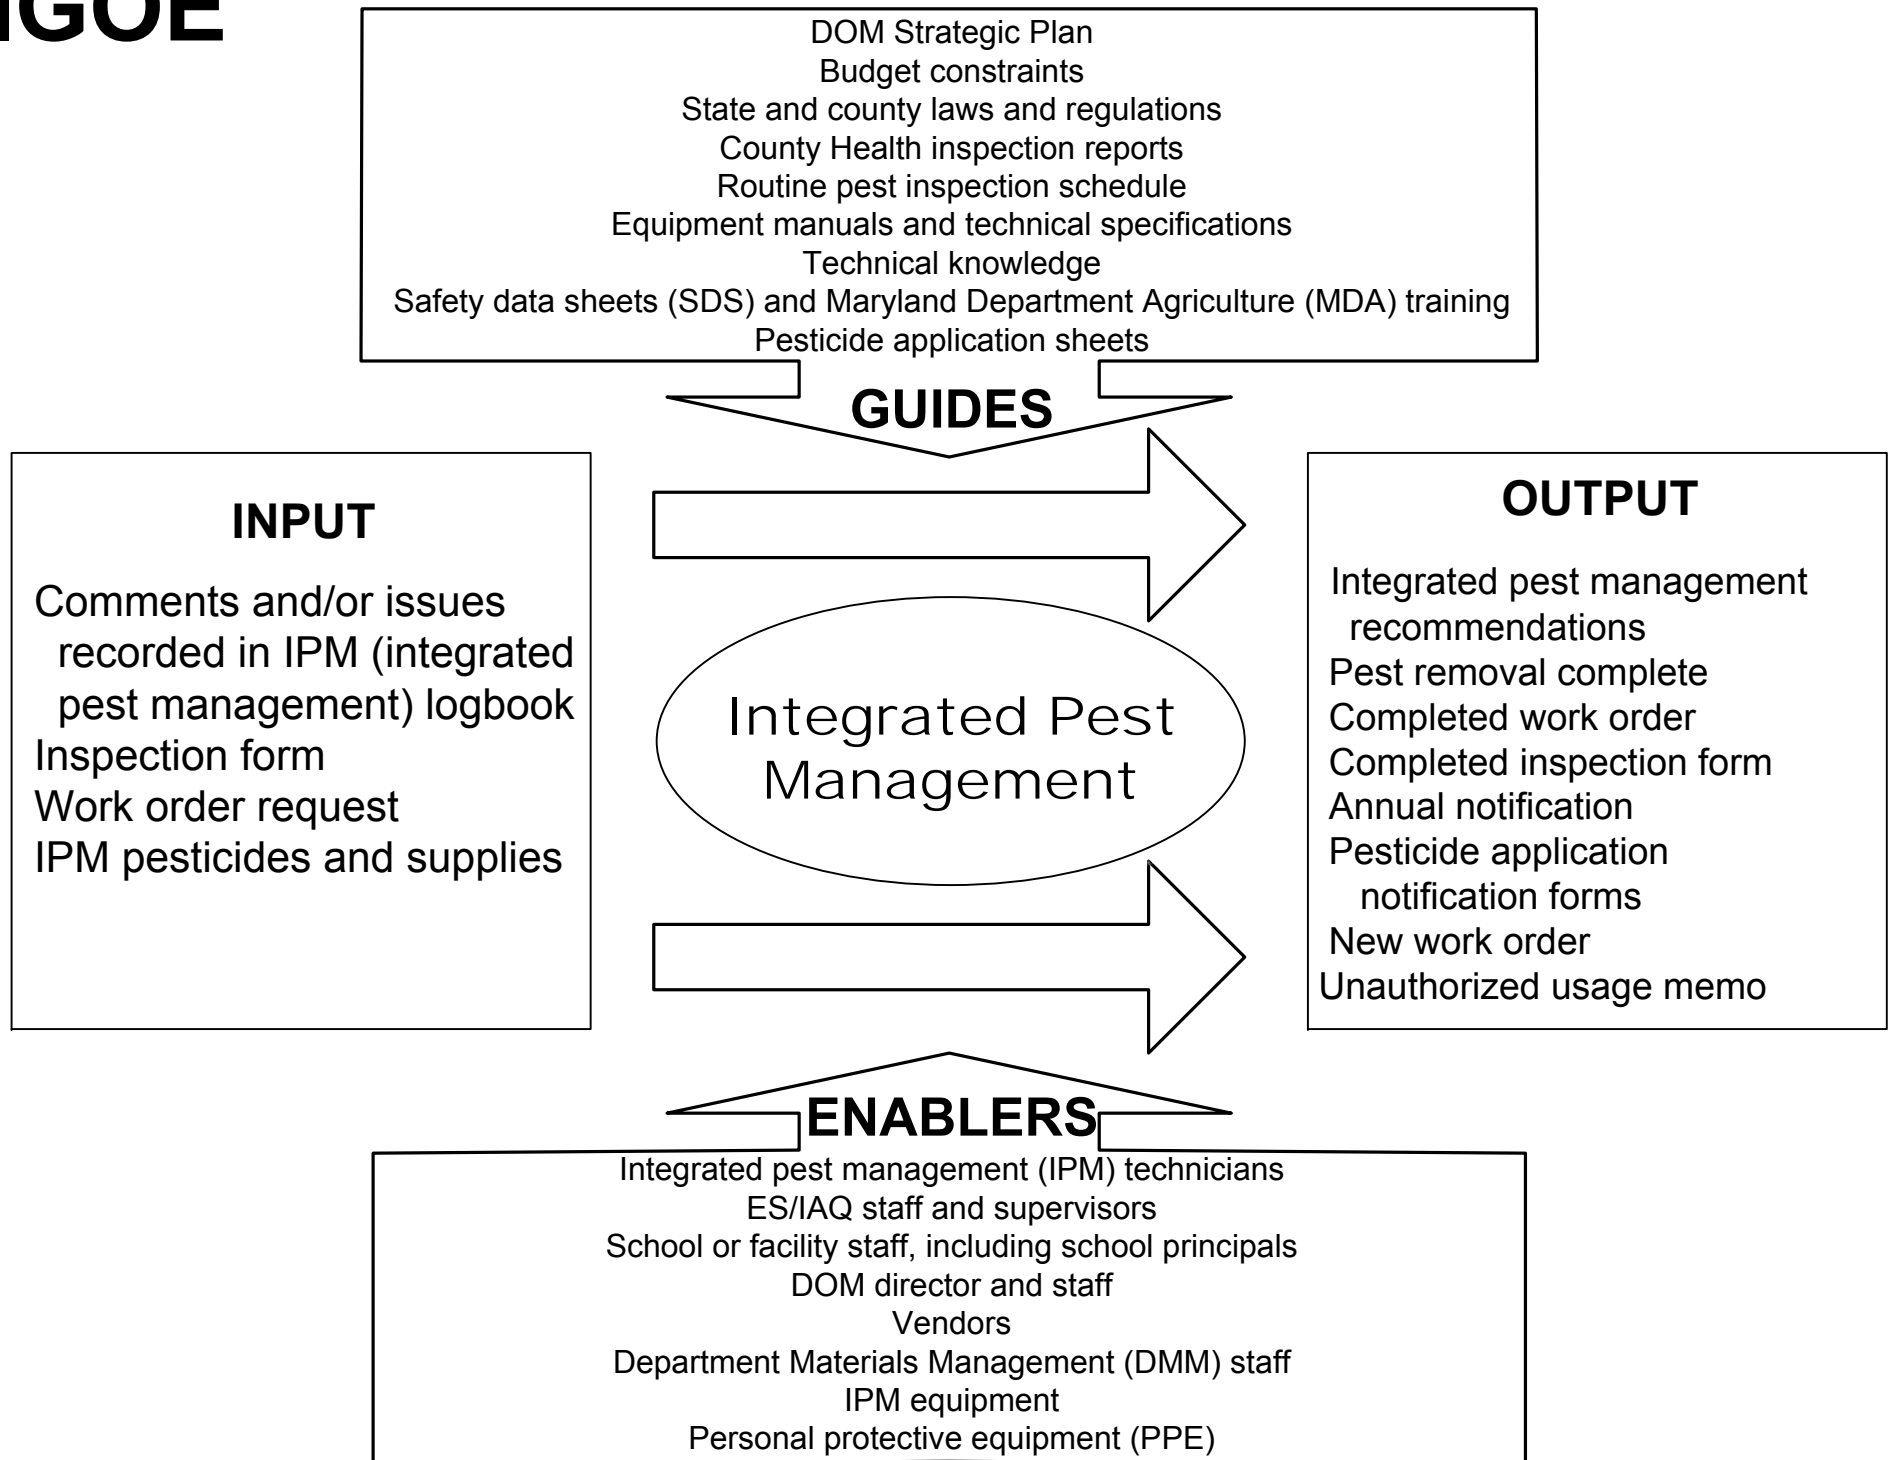 IGOE
DOM Strategic Plan
Budget constraints
State and county laws and regulations
County Health inspection reports
Routine pest inspection schedule
Equipment manuals and technical specifications
Technical knowledge
Safety data sheets (SDS) and Maryland Department Agriculture (MDA) training
Pesticide application sheets
GUIDES
INPUT
Comments and/or issues
recorded in IPM (integrated
pest management) logbook
Inspection form
Work order request
IPM pesticides and supplies
Integrated Pest
Management
OUTPUT
Integrated pest management
recommendations
Pest removal complete
Completed work order
Completed inspection form
Annual notification
Pesticide application
notification forms
New work order
Unauthorized usage memo
ENABLERS
Integrated pest management (IPM) technicians
ES/IAQ staff and supervisors
School or facility staff, including school principals
DOM director and staff
Vendors
Department Materials Management (DMM) staff
IPM equipment
Personal protective equipment (PPE)